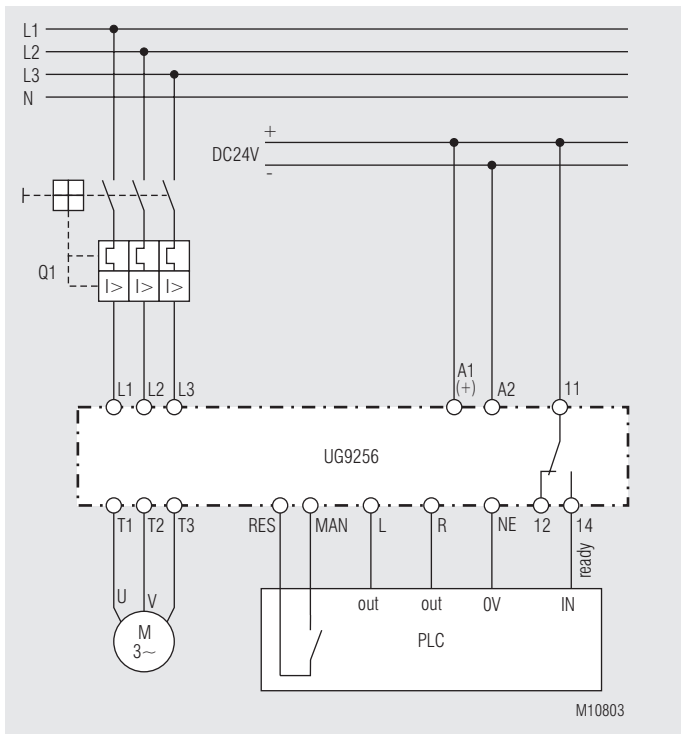 L1
L2
L3
N
+
DC24V
-
Q1
I> I> I>
L1 L2 L3
A1
(+)
A2
11
UG9256
T1 T2 T3 RES MAN L R NE 12 14
ready
U V
M
3~
out out 0V IN
PLC
M10803